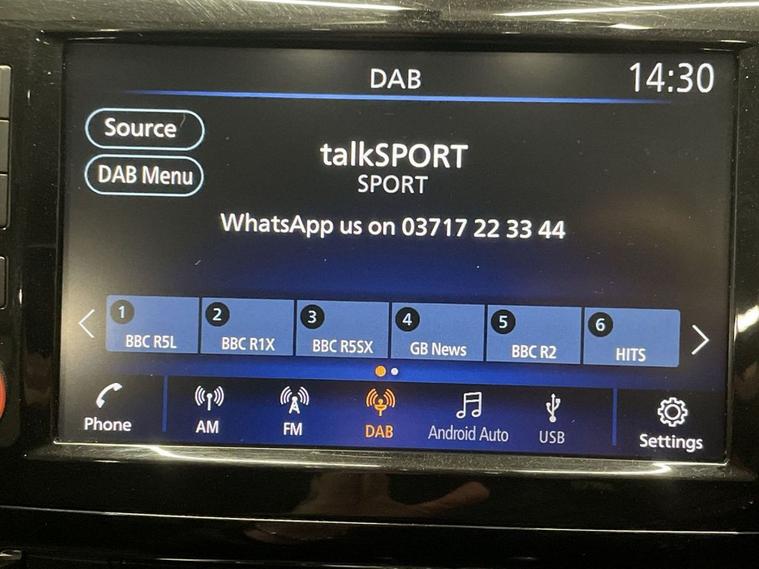 DAB
14:30
Source
DAB Menu
talkSPORT
SPORT
WhatsApp us on 03717 22 33 44
1
BBC R5L
2
BBC R1X
3
BBC R5SX
4
GB News
5
BBC R2
6
HITS
Phone
AM
FM
DAB
Android Auto
USB
Settings